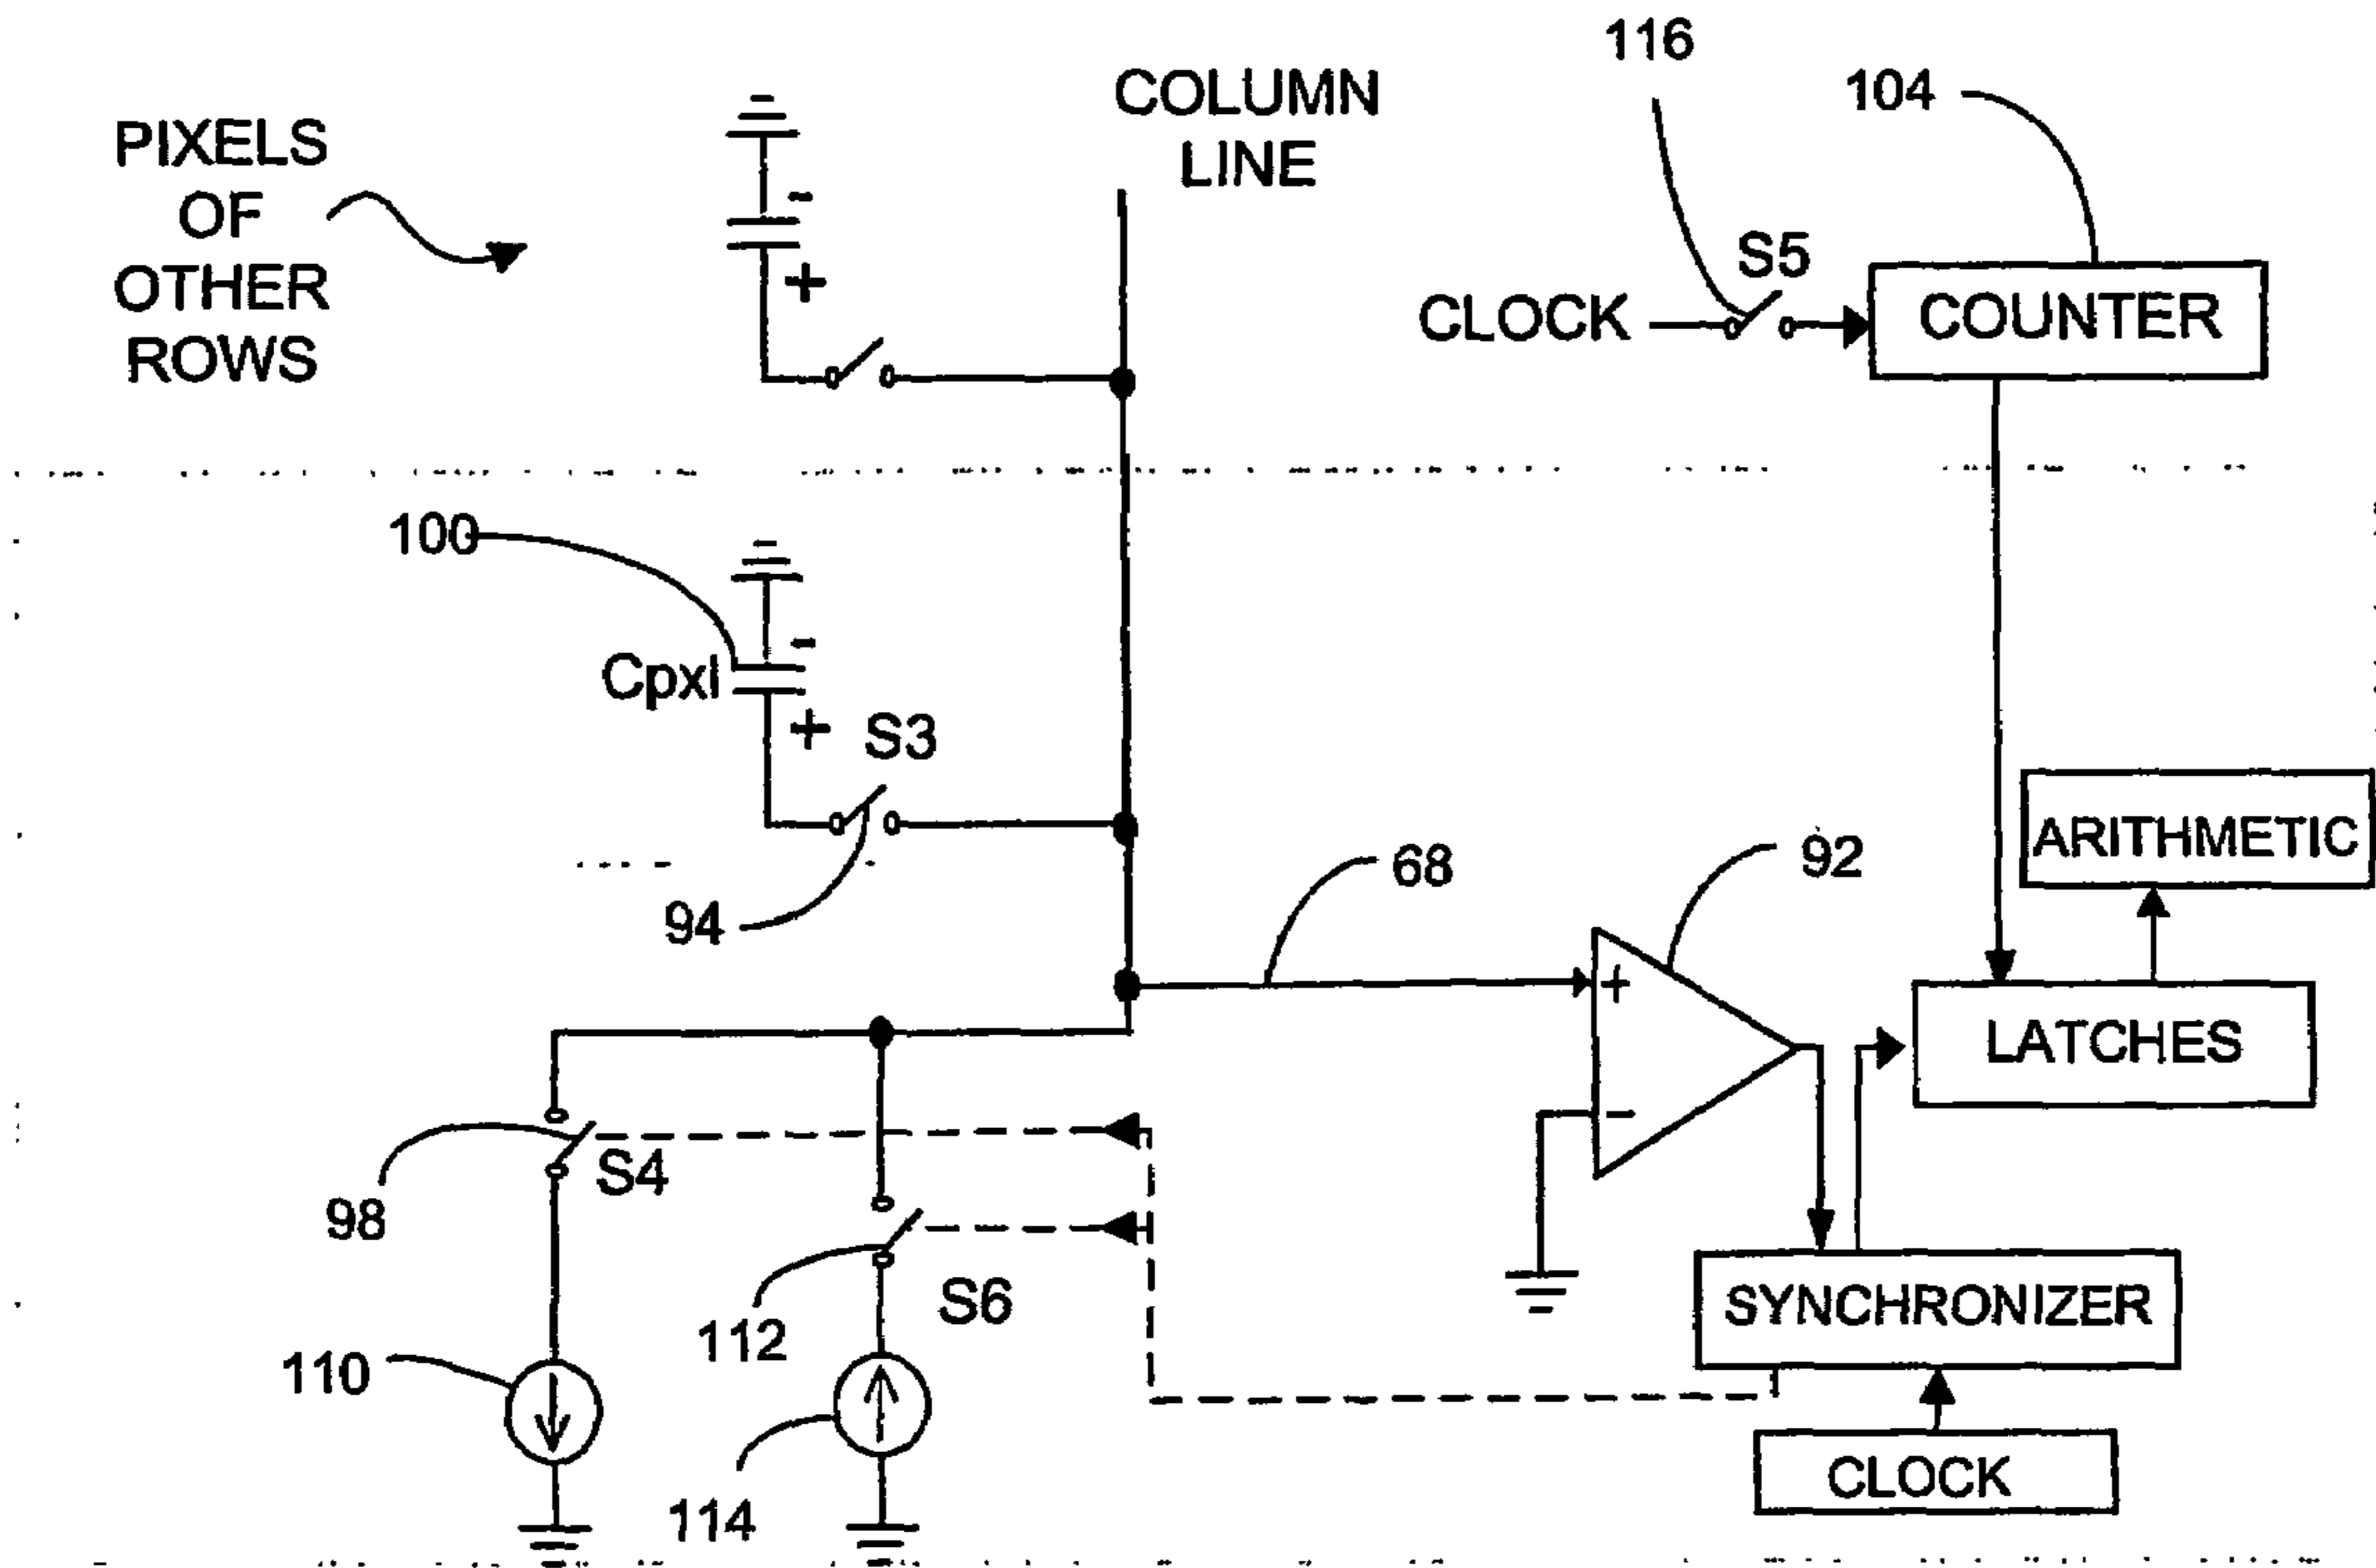 PIXELS
OF
OTHER
ROWS
-
+
COLUMN
LINE
116
104
S5
CLOCK
COUNTER
100
Cpxl
-
+
S3
94
68
92
ARITHMETIC
+
-
LATCHES
98
S4
112
S6
SYNCHRONIZER
110
114
CLOCK